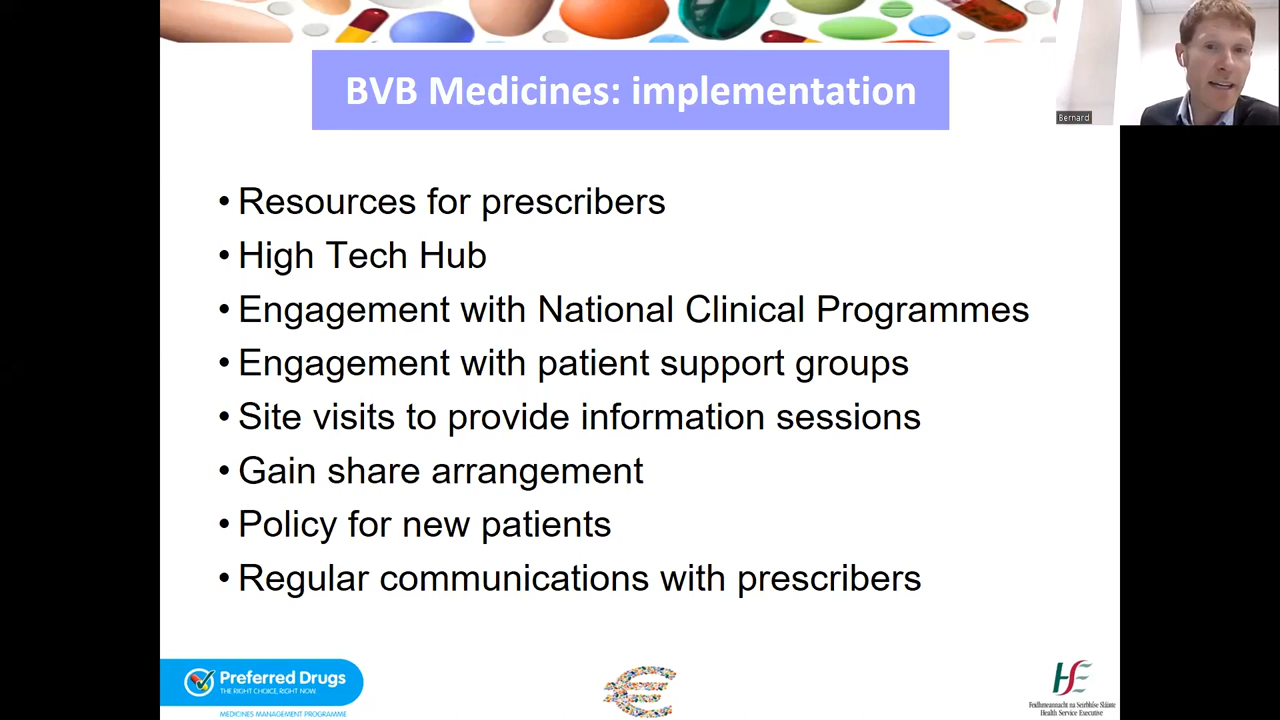 BVB Medicines: implementation
Bernard
• Resources for prescribers
• High Tech Hub
• Engagement with National Clinical Programmes
• Engagement with patient support groups
• Site visits to provide information sessions
• Gain share arrangement
• Policy for new patients
• Regular communications with prescribers
Preferred Drugs
THE RIGHT CHOICE, RIGHT NOW.
MEDICINES MANAGEMENT PROGRAMME
Feidhmeannacht na Seirbhíse Sláinte
Health Service Executive